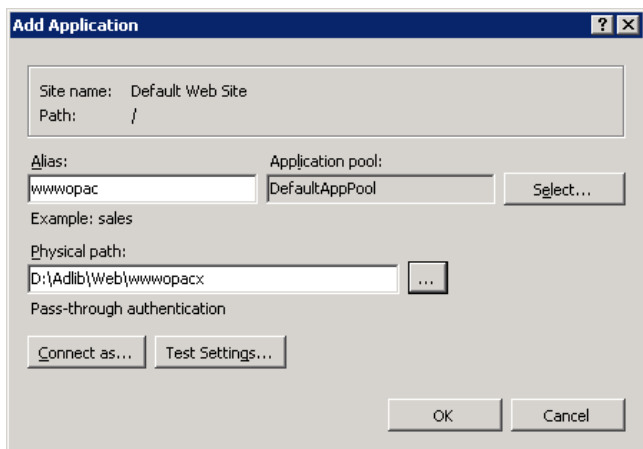 Add Application
Site name: Default Web Site
Path: /
Alias: Application pool:
wwwopac DefaultAppPool Select...
Example: sales
Physical path:
D:\Adlib\Web\wwwopacx ...
Pass-through authentication
Connect as... Test Settings...
OK Cancel